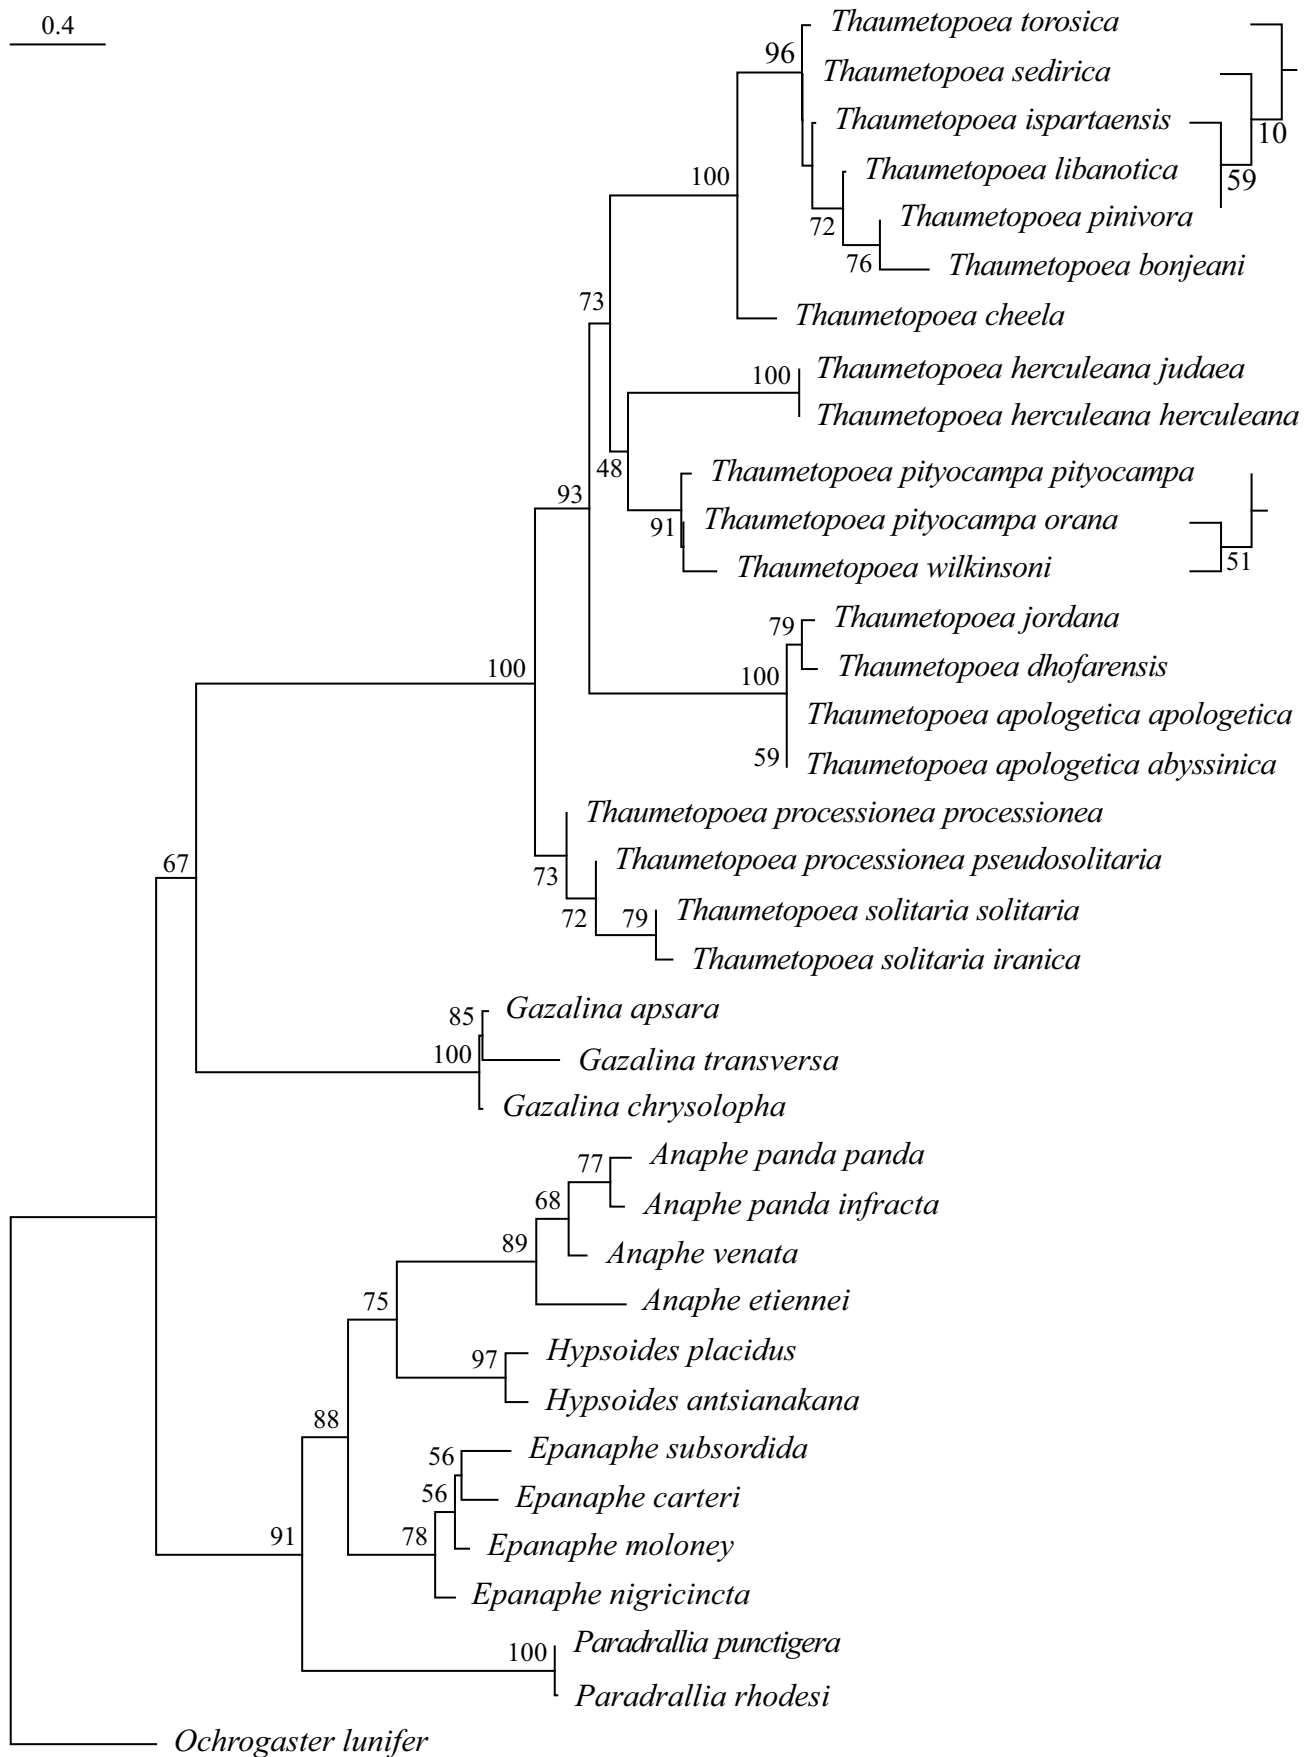 0.4
Thaumetopoea torosica
96
Thaumetopoea sedirica
Thaumetopoea ispartaensis
10
Thaumetopoea libanotica
59
100
Thaumetopoea pinivora
72
Thaumetopoea bonjeani
76
73
Thaumetopoea cheela
Thaumetopoea herculeana judaea
100
Thaumetopoea herculeana herculeana
48
Thaumetopoea pityocampa pityocampa
93
Thaumetopoea pityocampa orana
91
Thaumetopoea wilkinsoni
51
Thaumetopoea jordana
79
Thaumetopoea dhofarensis
100
100
Thaumetopoea apologetica apologetica
59
Thaumetopoea apologetica abyssinica
Thaumetopoea processionea processionea
67
Thaumetopoea processionea pseudosolitaria
73
Thaumetopoea solitaria solitaria
72
79
Thaumetopoea solitaria iranica
Gazalina apsara
85
Gazalina transversa
100
Gazalina chrysolopha
Anaphe panda panda
77
Anaphe panda infracta
68
Anaphe venata
89
Anaphe etiennei
75
Hypsoides placidus
97
Hypsoides antsianakana
88
Epanaphe subsordida
56
Epanaphe carteri
56
Epanaphe moloney
91
78
Epanaphe nigricincta
Paradrallia punctigera
100
Paradrallia rhodesi
Ochrogaster lunifer